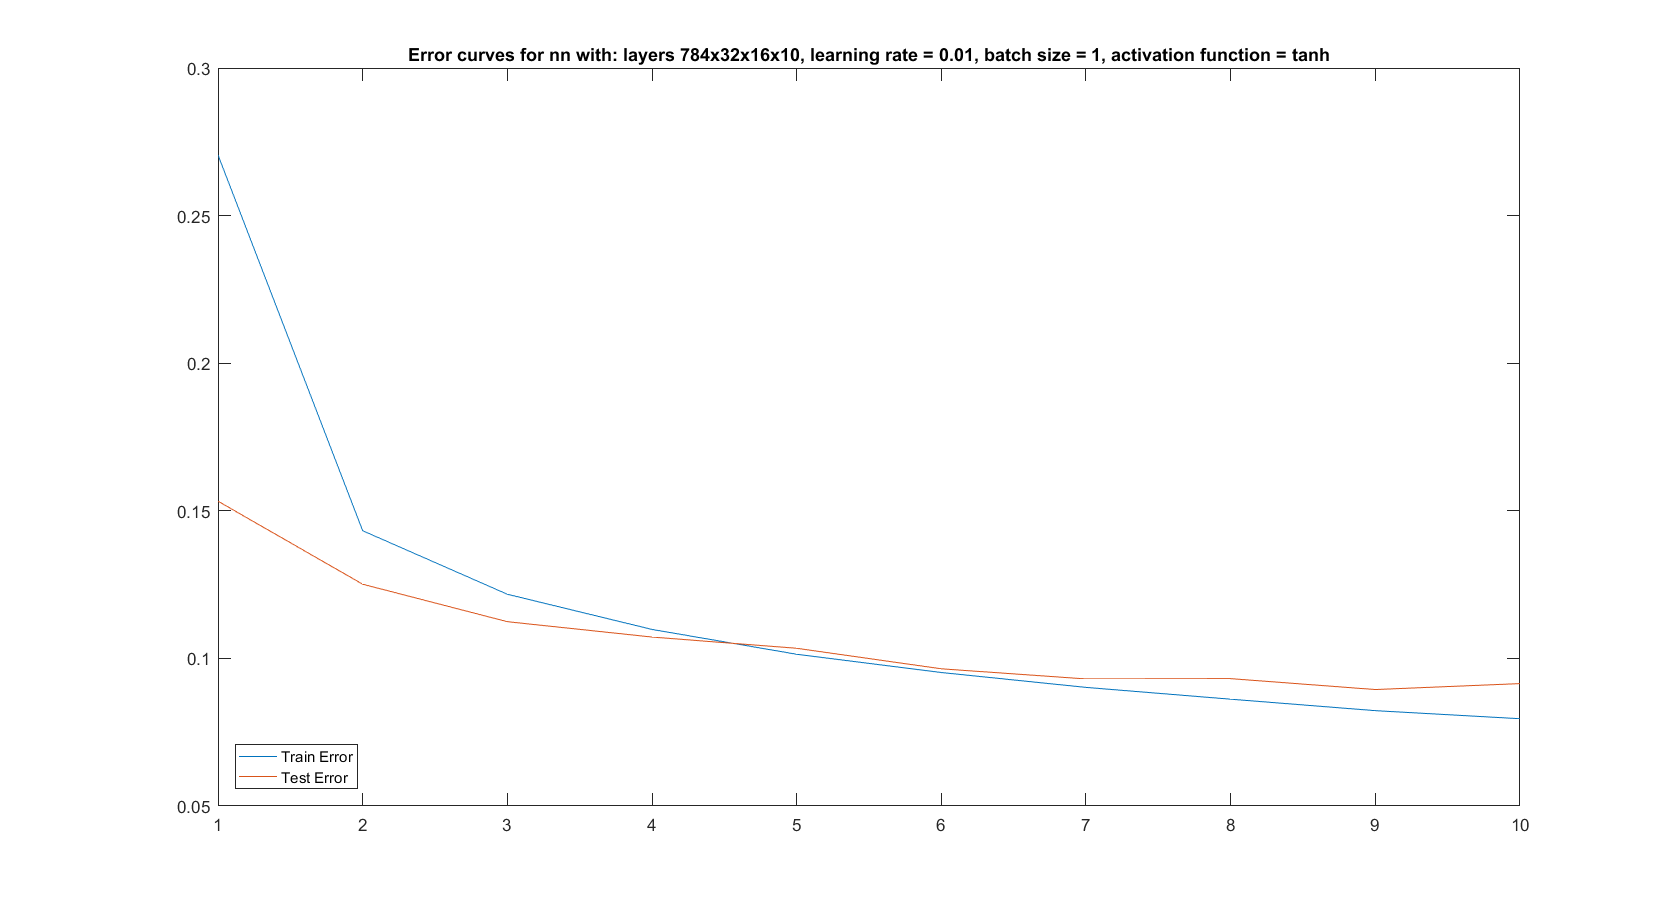 Error curves for nn with: layers 784x32x16x10, learning rate = 0.01, batch size = 1, activation function = tanh
0.3
0.25
0.2
0.15
0.1
0.05
Train Error
Test Error
1 2 3 4 5 6 7 8 9 10